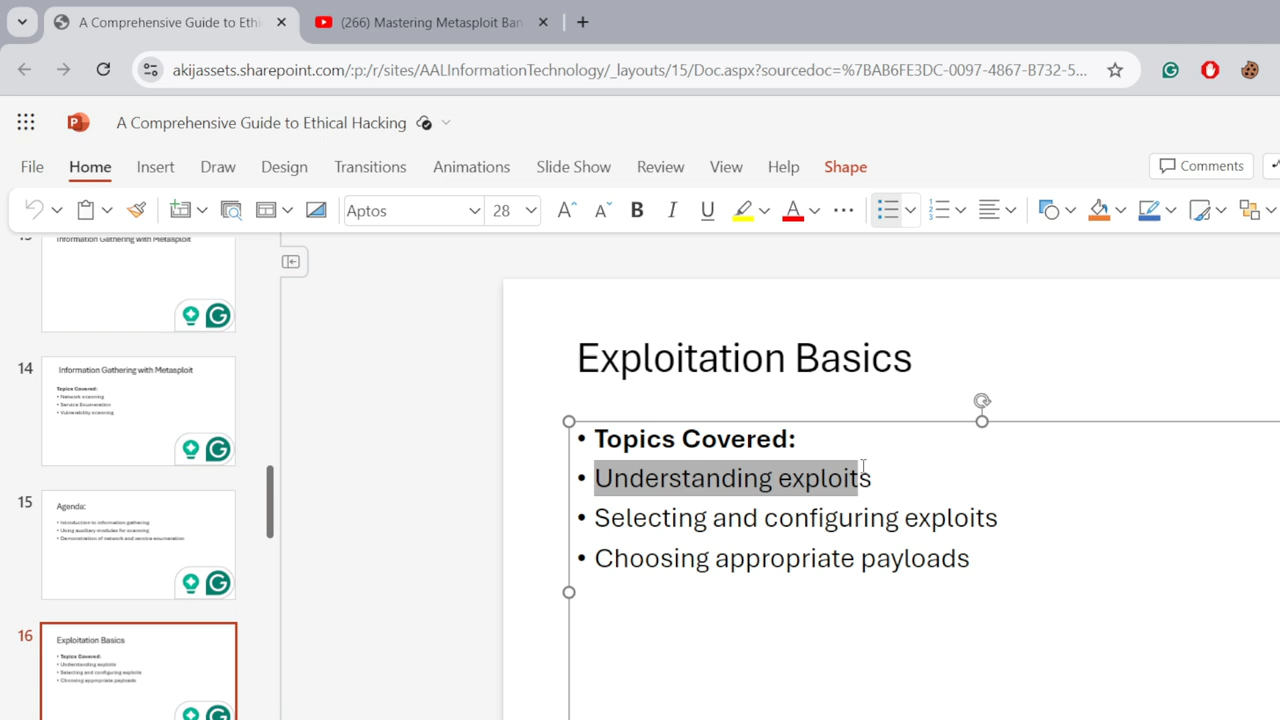 A Comprehensive Guide to Ethi
(266) Mastering Metasploit Ban
akijassets.sharepoint.com/:p:/r/sites/AALInformationTechnology/_layouts/15/Doc.aspx?sourcedoc=%7BAB6FE3DC-0097-4867-B732-5...
A Comprehensive Guide to Ethical Hacking
File Home Insert Draw Design Transitions Animations Slide Show Review View Help Shape
Comments
Aptos 28 B I U
Information Gathering with Metasploit
14 Information Gathering with Metasploit
Topics Covered:
• Network scanning
• Service Enumeration
• Vulnerability scanning
15 Agenda:
• Introduction to information gathering
• Using auxiliary modules for scanning
• Demonstration of network and service enumeration
16 Exploitation Basics
• Topics Covered:
• Understanding exploits
• Selecting and configuring exploits
• Choosing appropriate payloads
Exploitation Basics
• Topics Covered:
• Understanding exploits
• Selecting and configuring exploits
• Choosing appropriate payloads